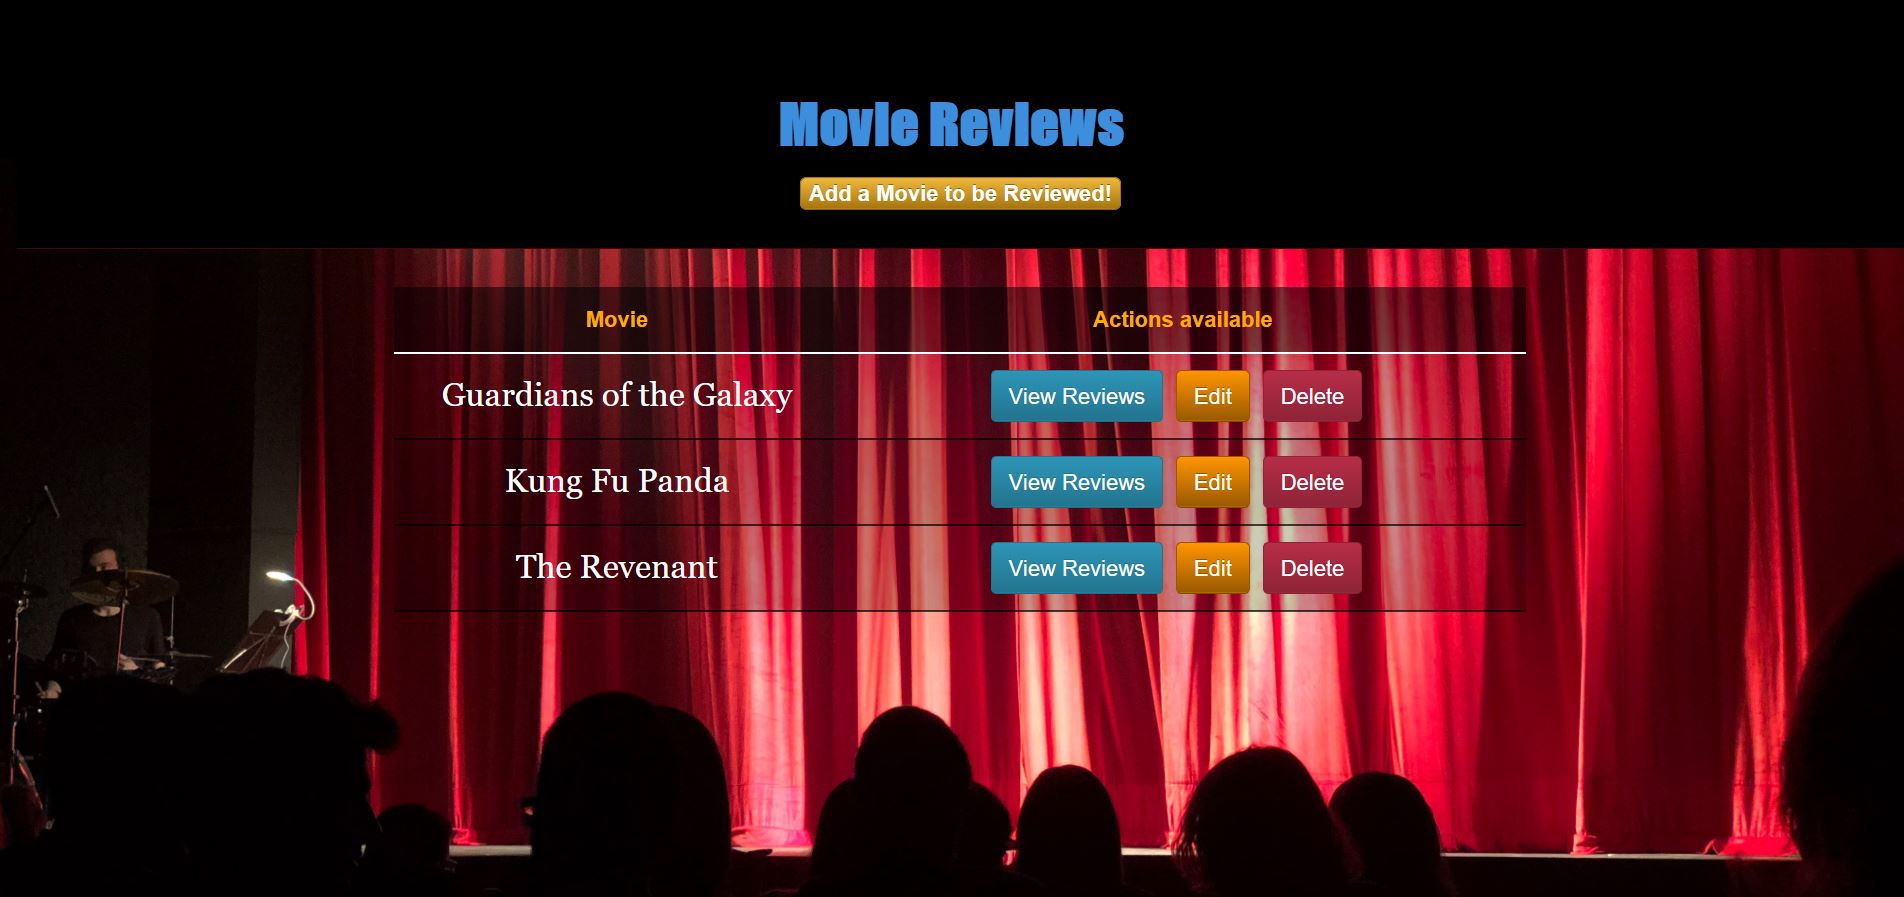 Movie Reviews
Add a Movie to be Reviewed!
Movie Actions available
Guardians of the Galaxy View Reviews Edit Delete
Kung Fu Panda View Reviews Edit Delete
The Revenant View Reviews Edit Delete